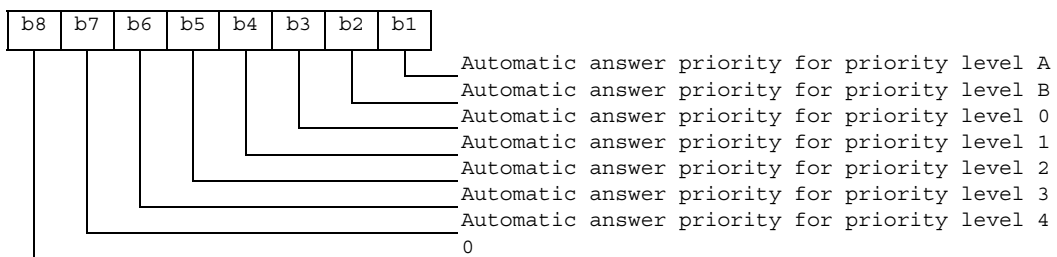 b8 b7 b6 b5 b4 b3 b2 b1
Automatic answer priority for priority level A
Automatic answer priority for priority level B
Automatic answer priority for priority level 0
Automatic answer priority for priority level 1
Automatic answer priority for priority level 2
Automatic answer priority for priority level 3
Automatic answer priority for priority level 4
0